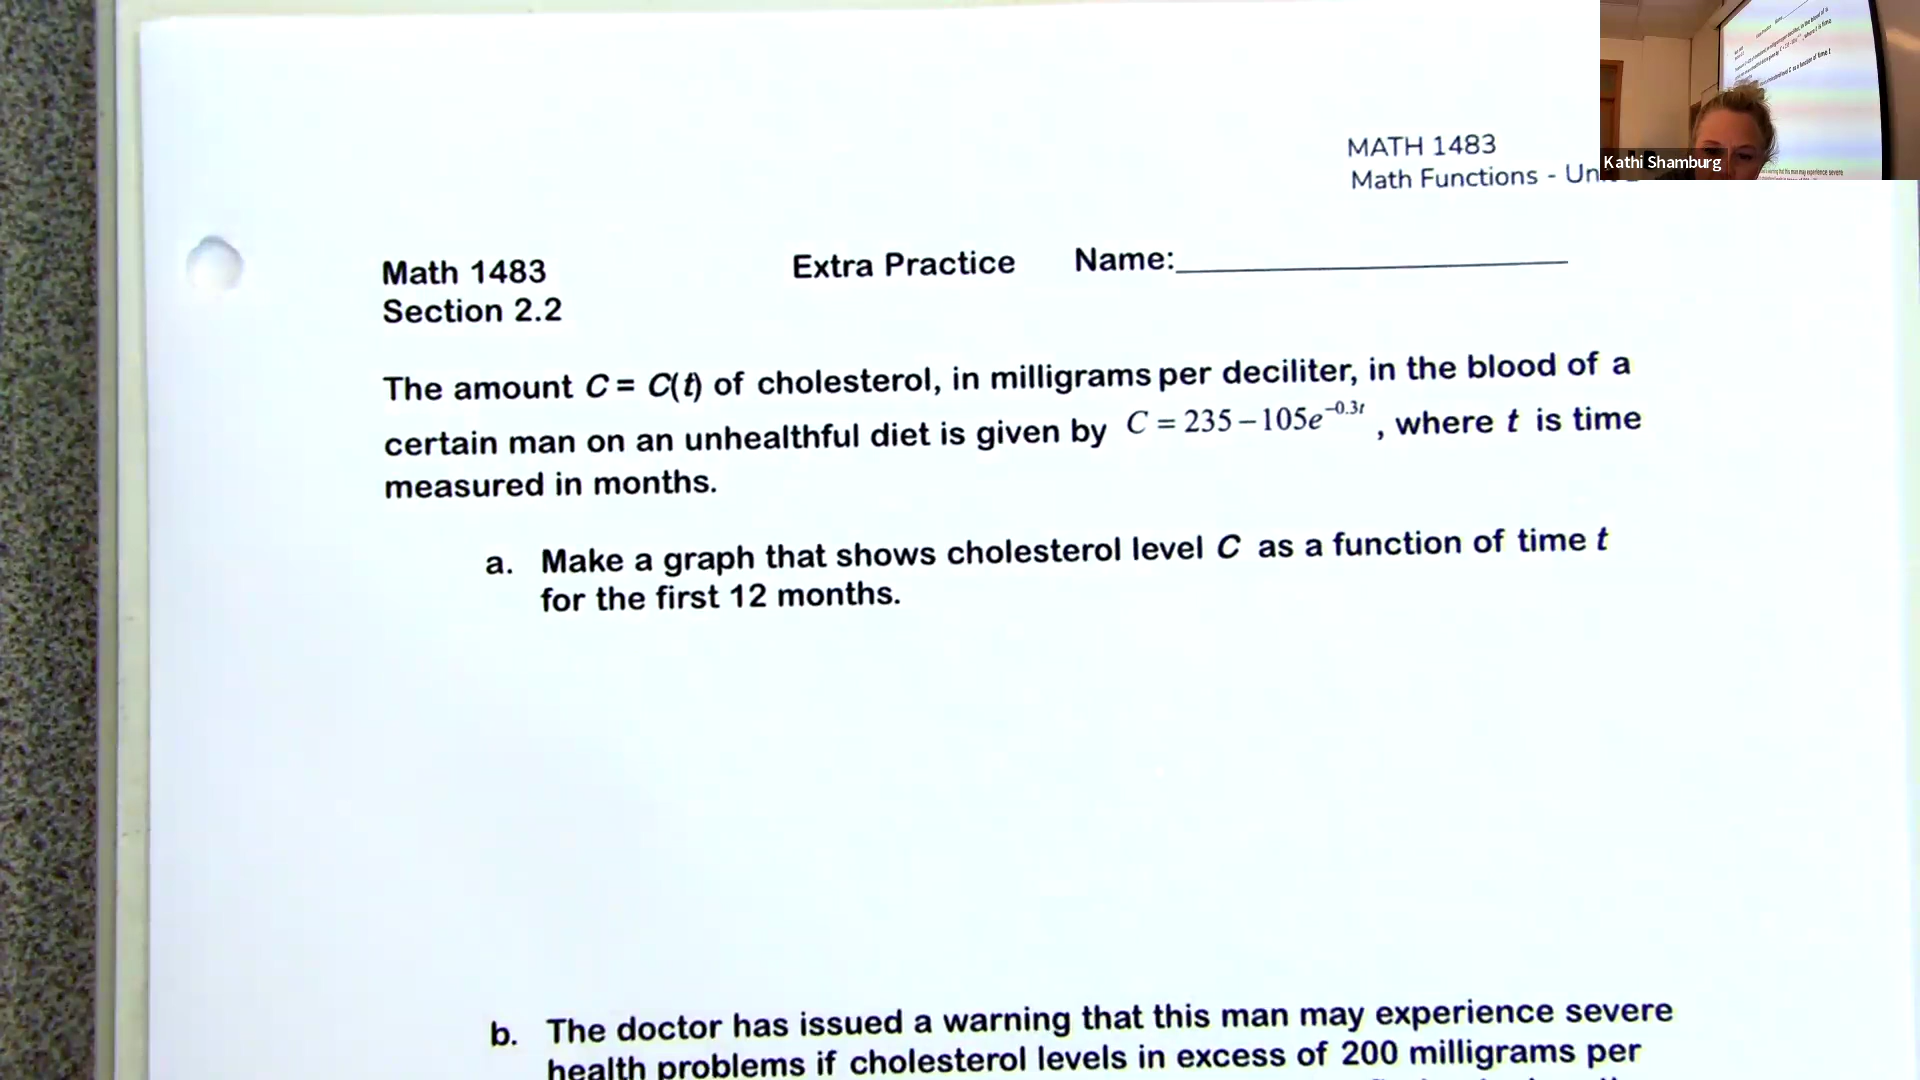 MATH 1483
Math Functions - Un
Kathi Shamburg
Math 1483 Extra Practice Name:
Section 2.2
The amount C = C(t) of cholesterol, in milligrams per deciliter, in the blood of a
certain man on an unhealthful diet is given by C = 235 – 105e^{–0.3t} , where t is time
measured in months.
a. Make a graph that shows cholesterol level C as a function of time t
for the first 12 months.
b. The doctor has issued a warning that this man may experience severe
health problems if cholesterol levels in excess of 200 milligrams per